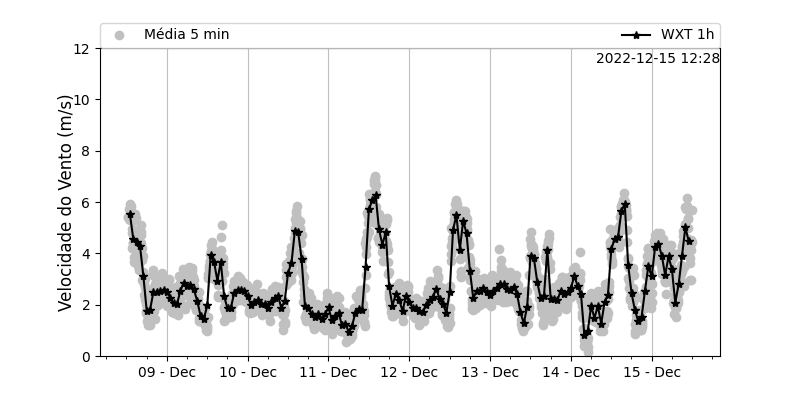 Média 5 min WXT 1h
2022-12-15 12:28
Velocidade do Vento (m/s)
12
10
8
6
4
2
0
09 - Dec 10 - Dec 11 - Dec 12 - Dec 13 - Dec 14 - Dec 15 - Dec